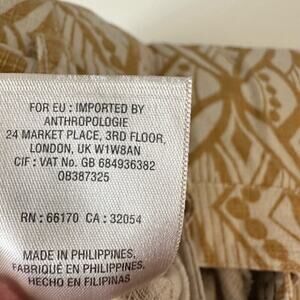 FOR EU : IMPORTED BY
ANTHROPOLOGIE
24 MARKET PLACE, 3RD FLOOR,
LONDON, UK W1W8AN
CIF : VAT No. GB 684936382
OB387325
RN : 66170 CA : 32054
MADE IN PHILIPPINES,
FABRIQUÉ EN PHILIPPINES,
HECHO EN FILIPINAS